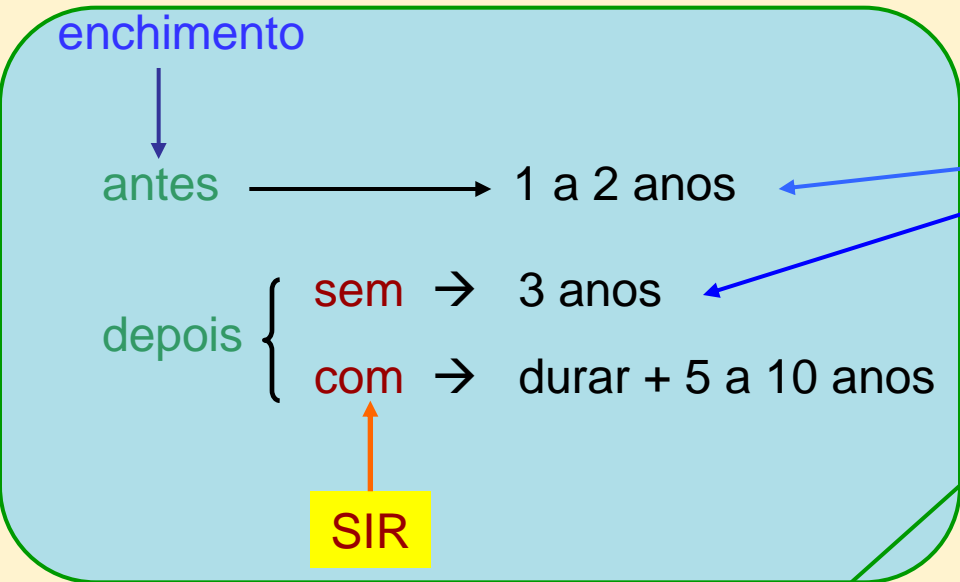 enchimento
antes → 1 a 2 anos
sem → 3 anos
depois
com → durar + 5 a 10 anos
SIR